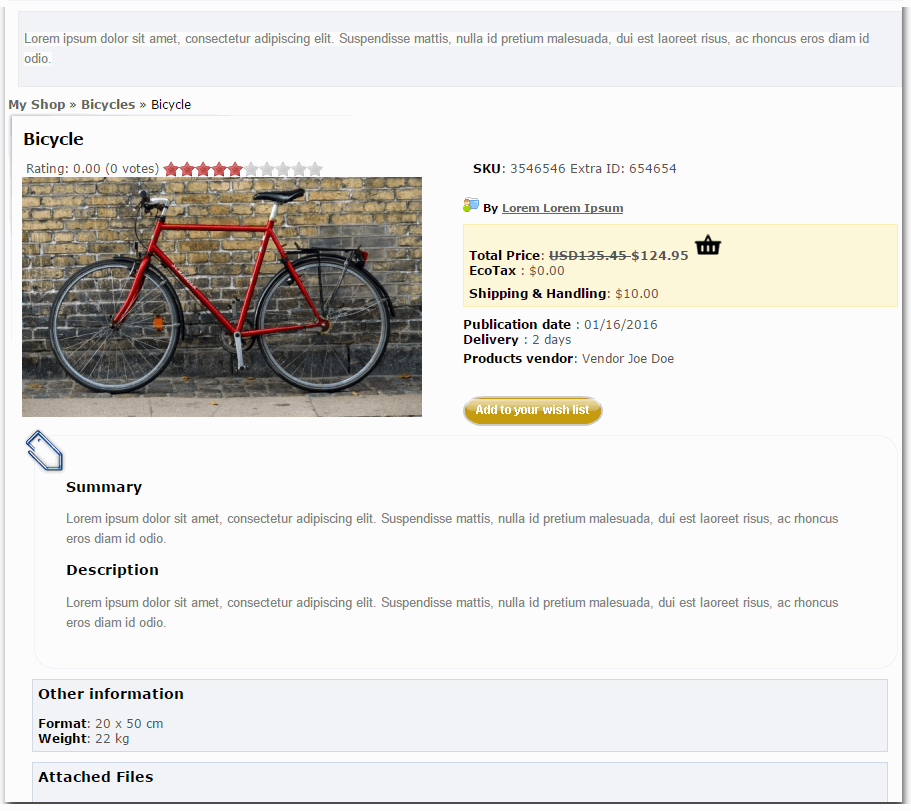 Lorem ipsum dolor sit amet, consectetur adipiscing elit. Suspendisse mattis, nulla id pretium malesuada, dui est laoreet risus, ac rhoncus eros diam id
odio.
My Shop » Bicycles » Bicycle
Bicycle
Rating: 0.00 (0 votes)
SKU: 3546546 Extra ID: 654654
By Lorem Lorem Ipsum
Total Price: USD135.45 $124.95
EcoTax : $0.00
Shipping & Handling: $10.00
Publication date : 01/16/2016
Delivery : 2 days
Products vendor: Vendor Joe Doe
Add to your wish list
Summary
Lorem ipsum dolor sit amet, consectetur adipiscing elit. Suspendisse mattis, nulla id pretium malesuada, dui est laoreet risus, ac rhoncus
eros diam id odio.
Description
Lorem ipsum dolor sit amet, consectetur adipiscing elit. Suspendisse mattis, nulla id pretium malesuada, dui est laoreet risus, ac rhoncus
eros diam id odio.
Other information
Format: 20 x 50 cm
Weight: 22 kg
Attached Files